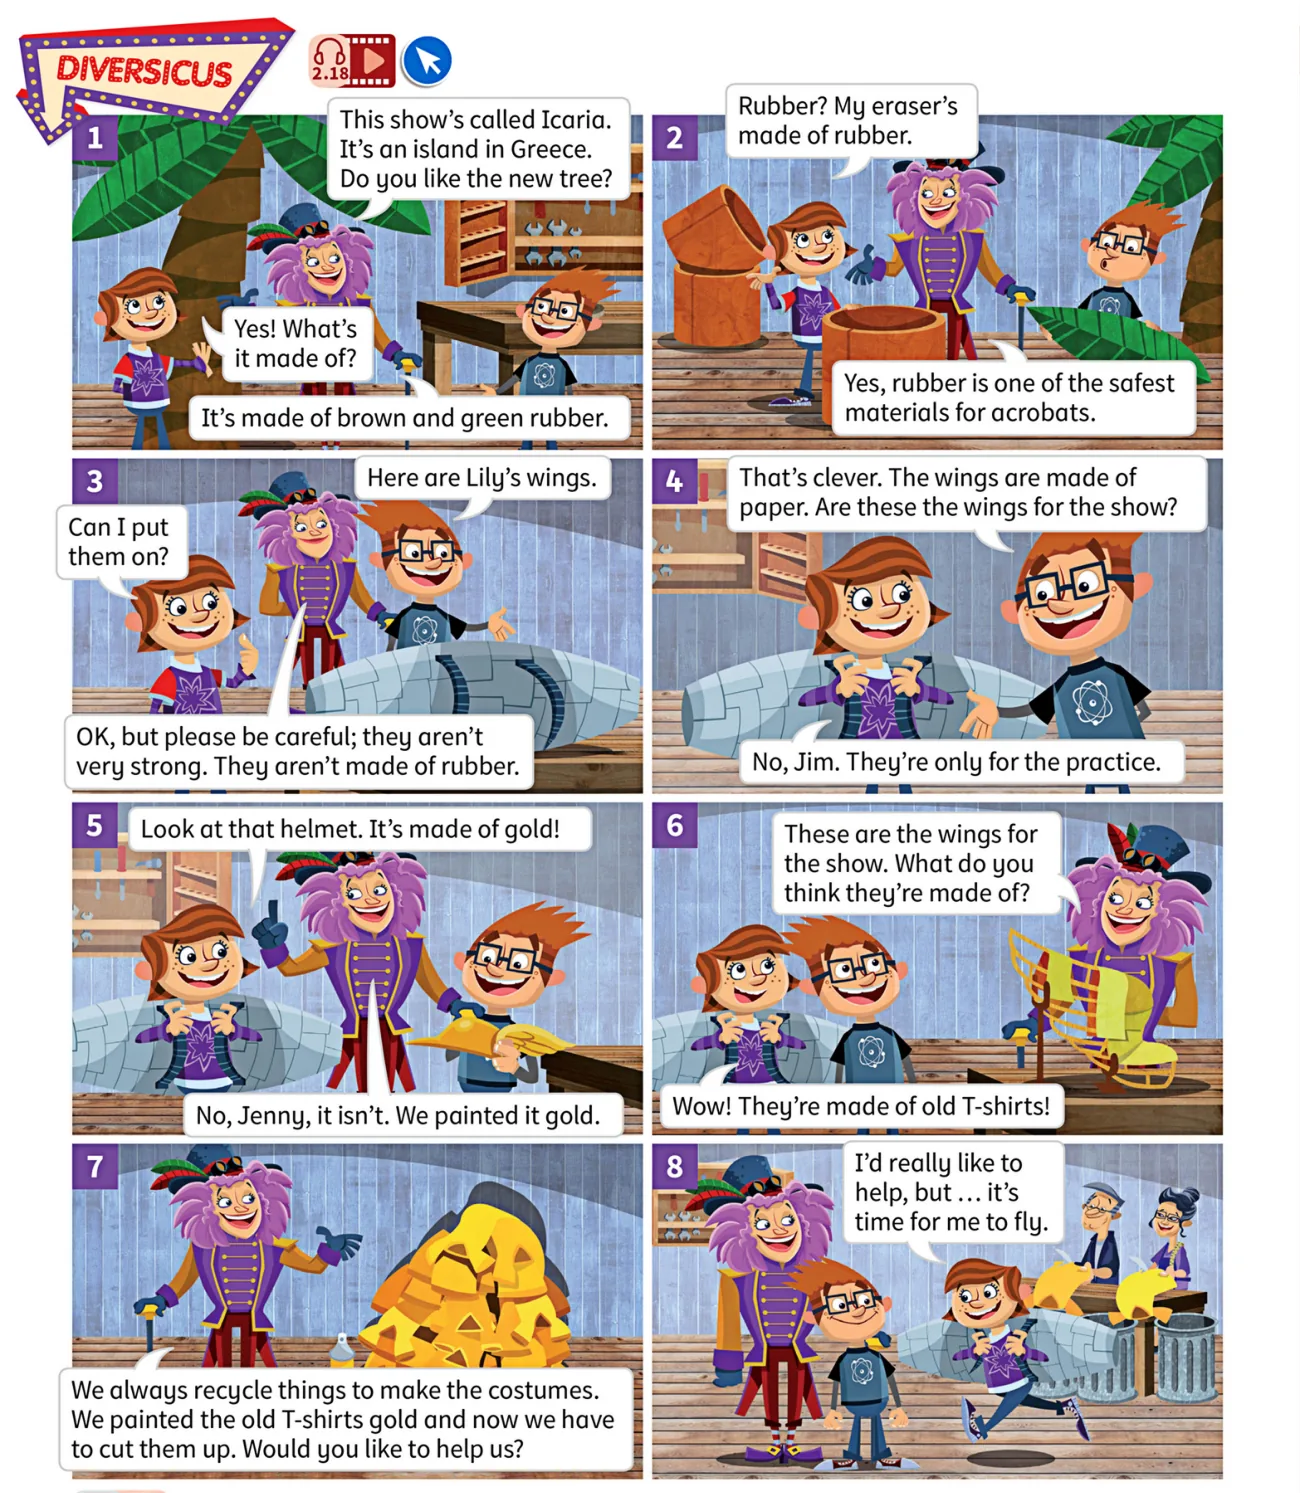 DIVERSICUS
2.18
1
This show's called Icaria.
It's an island in Greece.
Do you like the new tree?
Yes! What's
it made of?
It's made of brown and green rubber.
2
Rubber? My eraser's
made of rubber.
Yes, rubber is one of the safest
materials for acrobats.
3
Here are Lily's wings.
Can I put
them on?
OK, but please be careful; they aren't
very strong. They aren't made of rubber.
4
That's clever. The wings are made of
paper. Are these the wings for the show?
No, Jim. They're only for the practice.
5
Look at that helmet. It's made of gold!
No, Jenny, it isn't. We painted it gold.
6
These are the wings for
the show. What do you
think they're made of?
Wow! They're made of old T-shirts!
7
We always recycle things to make the costumes.
We painted the old T-shirts gold and now we have
to cut them up. Would you like to help us?
8
I'd really like to
help, but ... it's
time for me to fly.